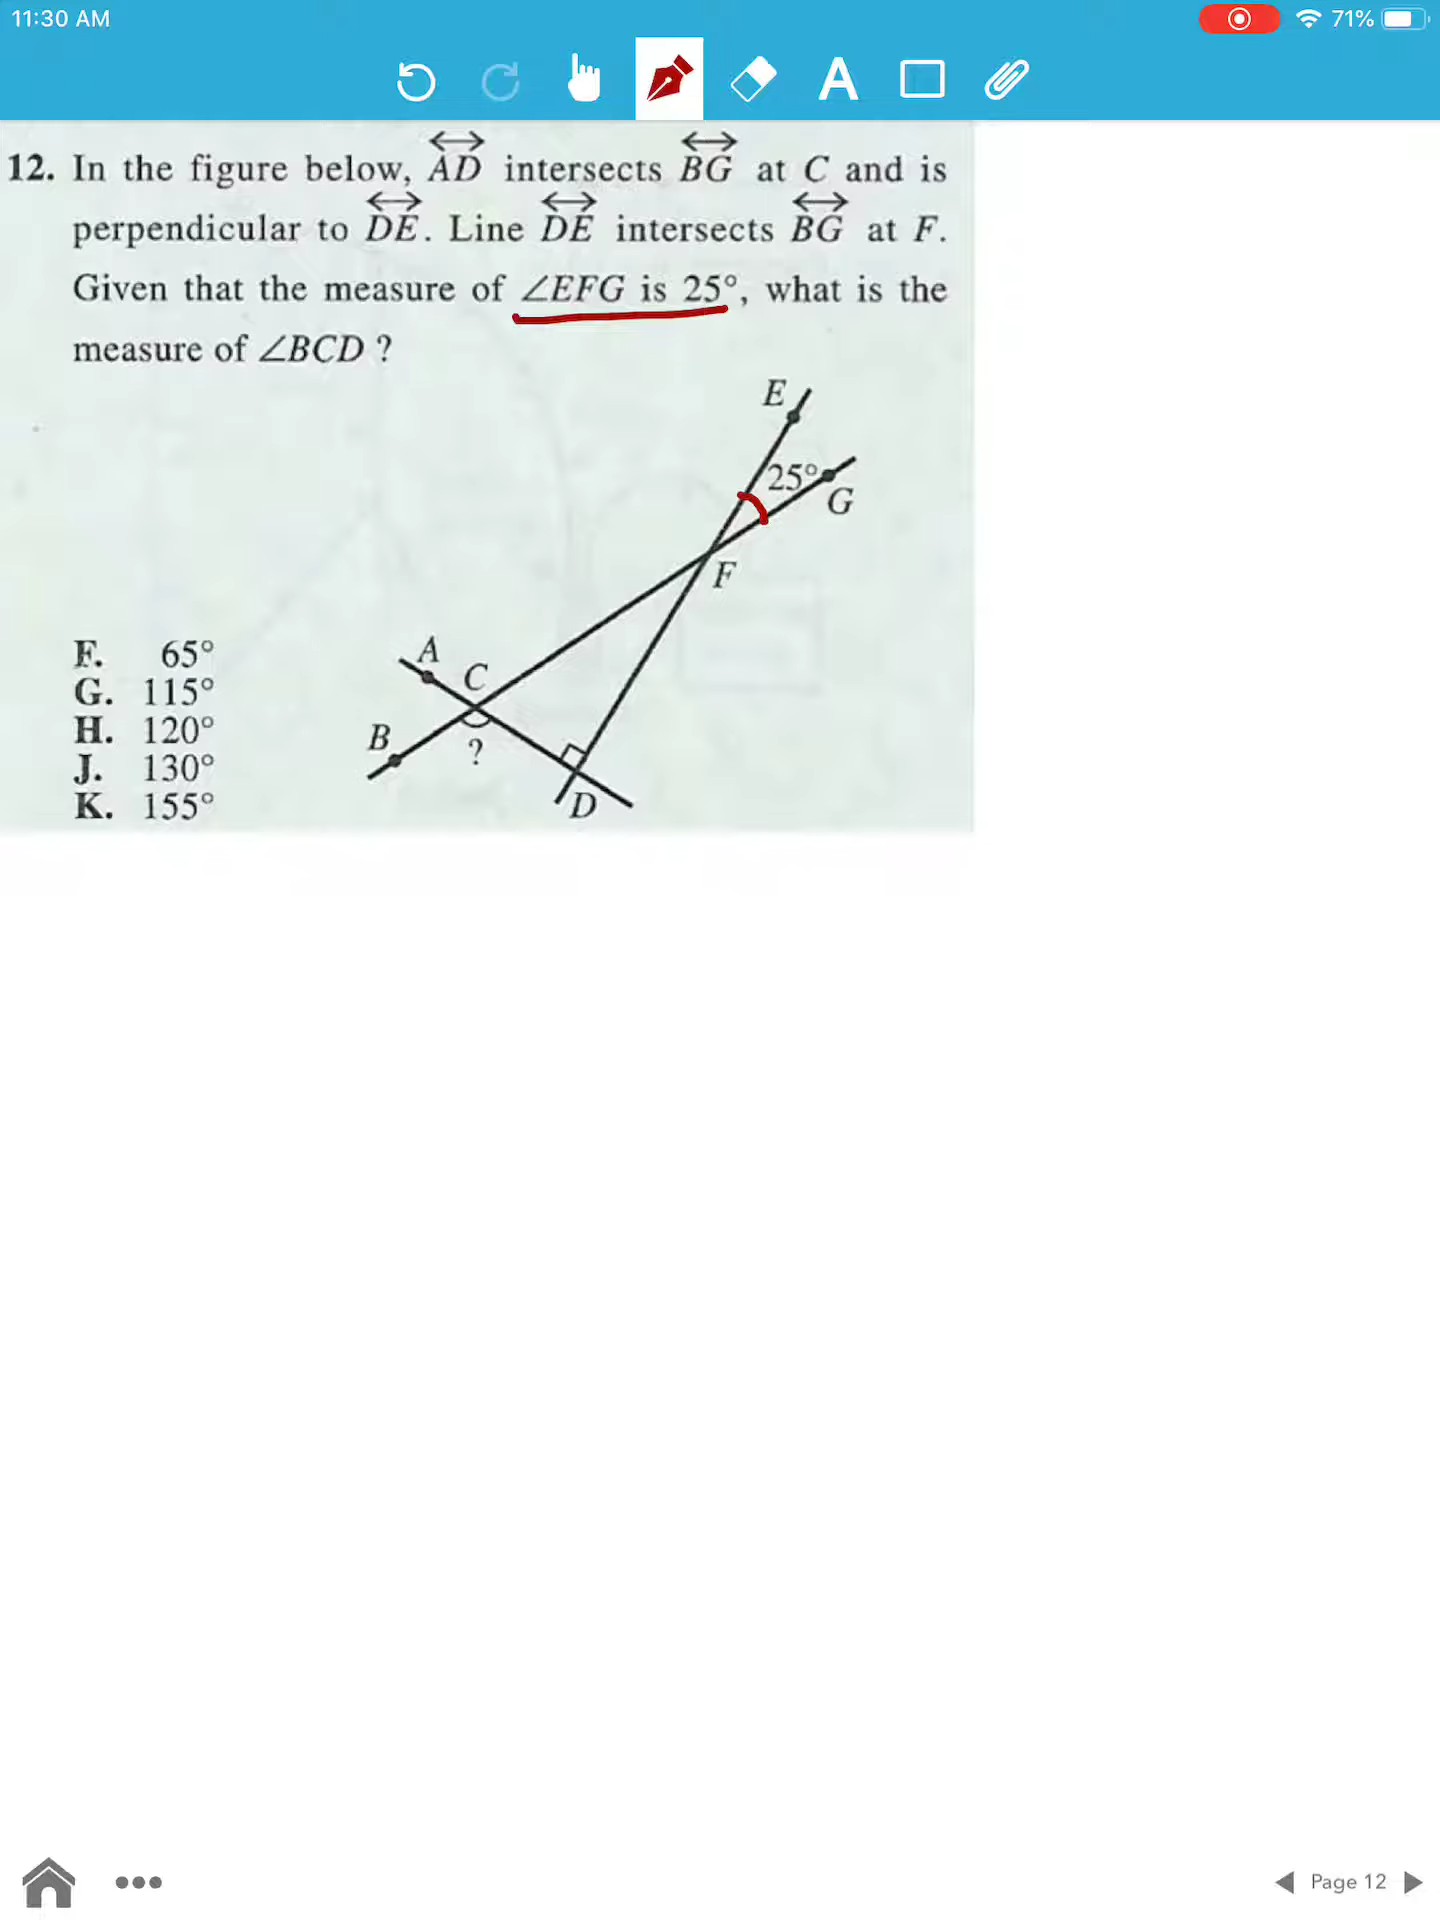 11:30 AM
71%
A
12. In the figure below, AD intersects BG at C and is
perpendicular to DE. Line DE intersects BG at F.
Given that the measure of ∠EFG is 25°, what is the
measure of ∠BCD ?
E
25°
G
F
A
C
B
?
D
F. 65°
G. 115°
H. 120°
J. 130°
K. 155°
Page 12